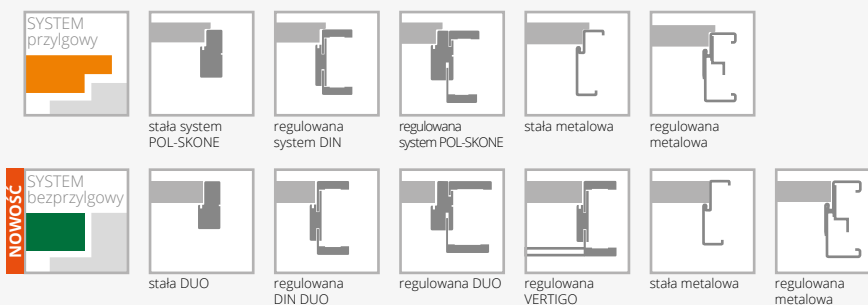 SYSTEM
przylgowy
stała system
POL-SKONE
regulowana
system DIN
regulowana
system POL-SKONE
stała metalowa
regulowana
metalowa
NOWOŚĆ
SYSTEM
bezprzylgowy
stała DUO
regulowana
DIN DUO
regulowana DUO
regulowana
VERTIGO
stała metalowa
regulowana
metalowa